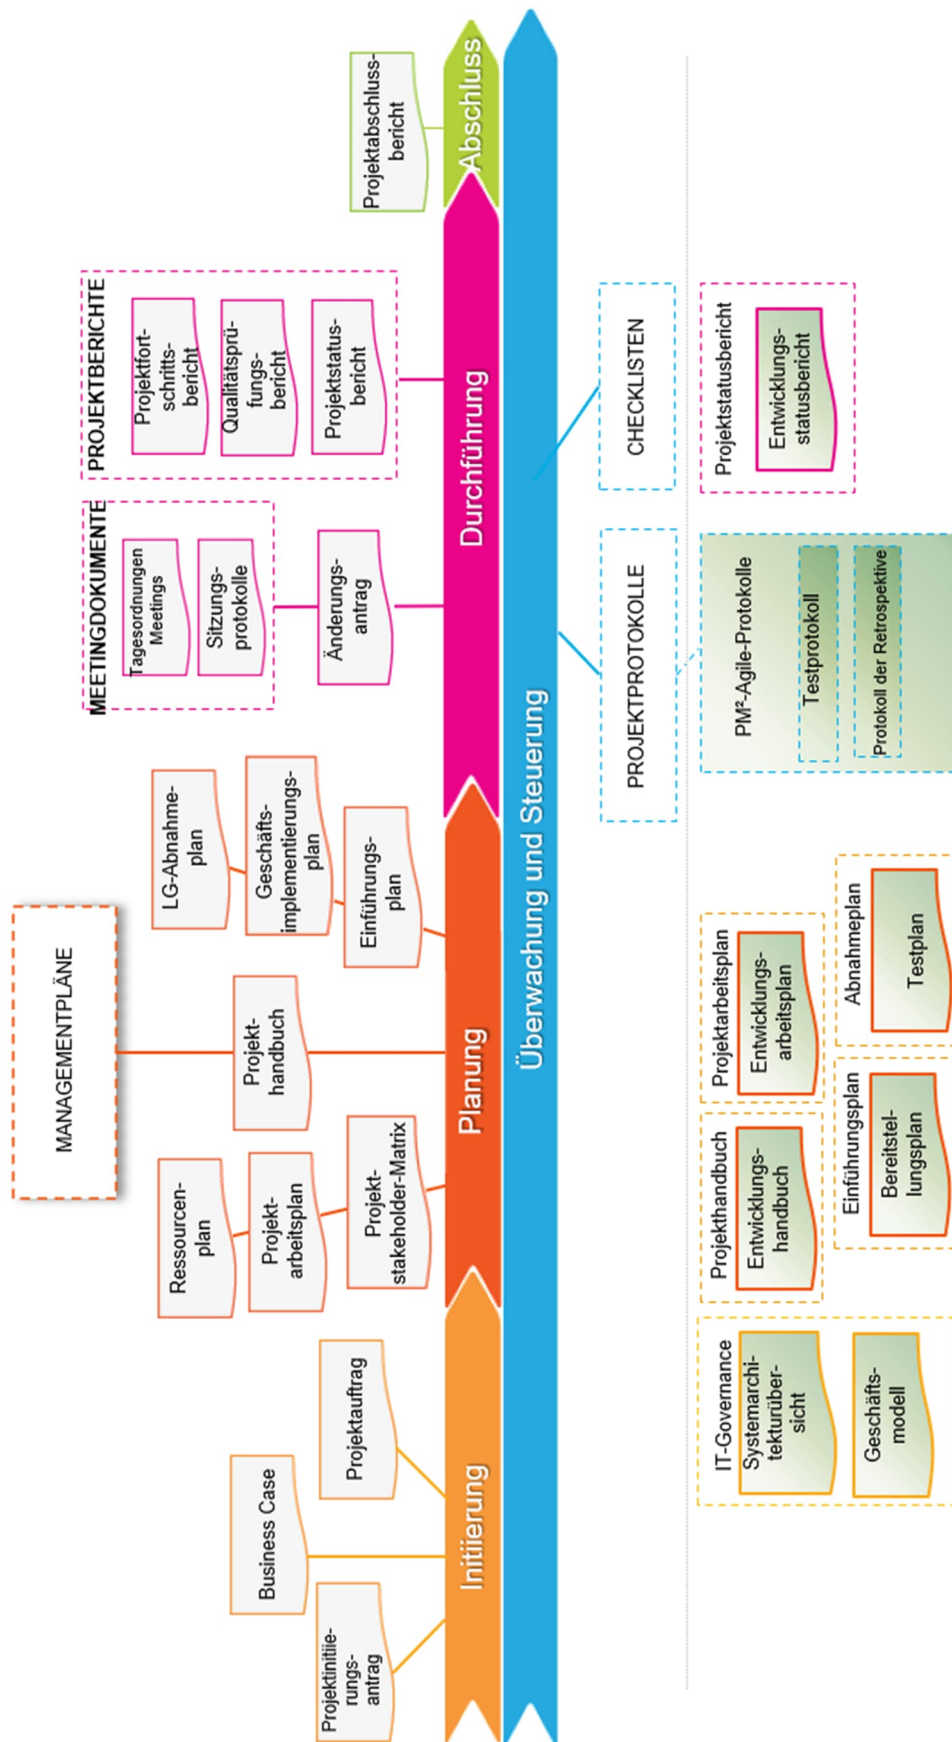 MANAGEMENTPLÄNE
Projektinitiie-
rungs-
antrag
Business Case
Projektauftrag
Ressourcen-
plan
Projekt-
arbeitsplan
Projekt-
stakeholder-Matrix
Projekt-
handbuch
LG-Abnahme-
plan
Geschäfts-
implementierungs-
plan
Einführungs-
plan
MEETINGDOKUMENTE
Tagesordnungen
Meetings
Sitzungs-
protokolle
Änderungs-
antrag
PROJEKTBERICHTE
Projektfort-
schritts-
bericht
Qualitätsprü-
fungs-
bericht
Projektstatus-
bericht
Projektabschluss-
bericht
Initiierung
Planung
Durchführung
Abschluss
Überwachung und Steuerung
PROJEKTPROTOKOLLE
CHECKLISTEN
IT-Governance
Systemarchi-
tekturüber-
sicht
Geschäfts-
modell
Projekthandbuch
Entwicklungs-
handbuch
Projektarbeitsplan
Entwicklungs-
arbeitsplan
Einführungsplan
Bereitstel-
lungsplan
Abnahmeplan
Testplan
PM²-Agile-Protokolle
Testprotokoll
Protokoll der Retrospektive
Projektstatusbericht
Entwicklungs-
statusbericht